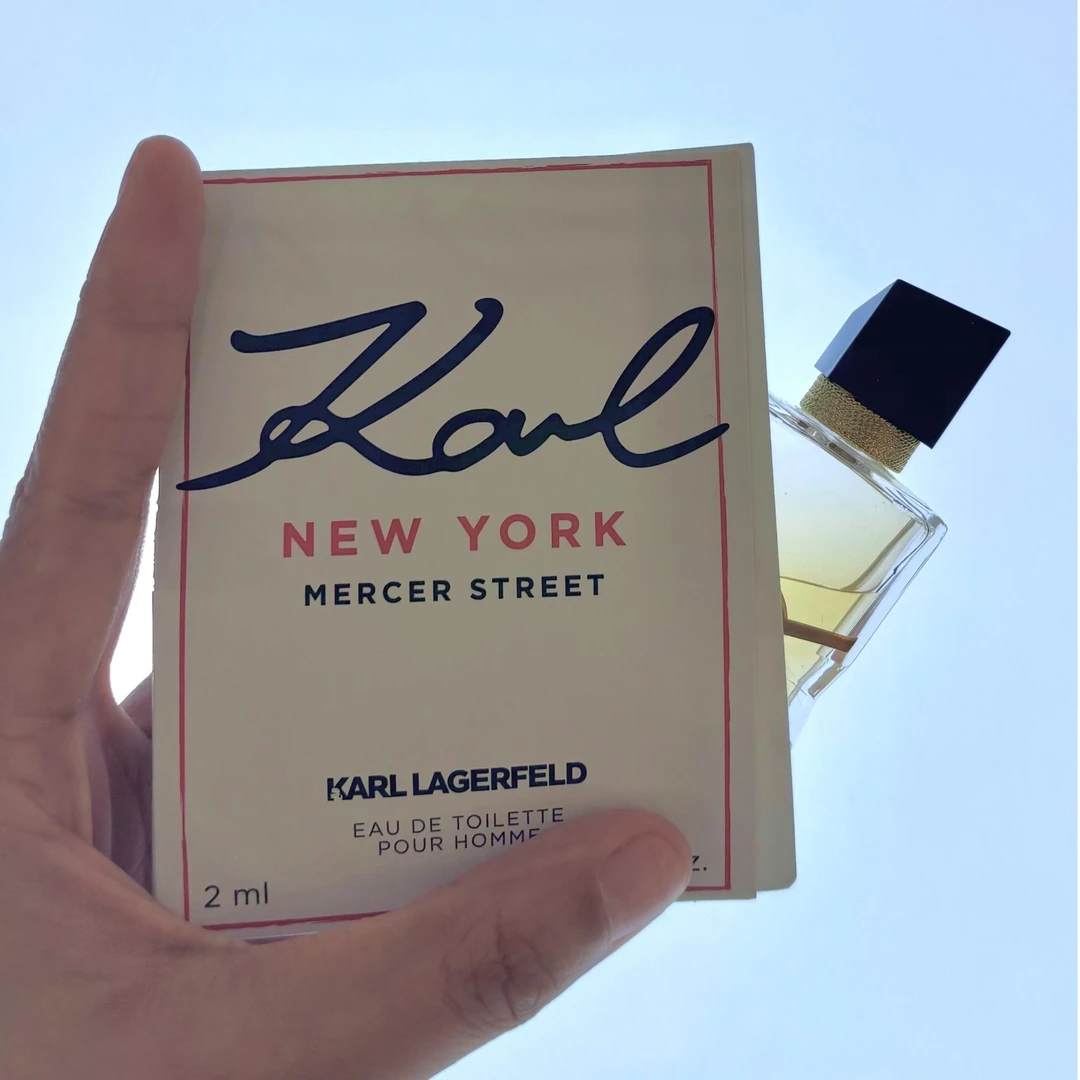 Karl
NEW YORK
MERCER STREET
KARL LAGERFELD
EAU DE TOILETTE
POUR HOMME
2 ml